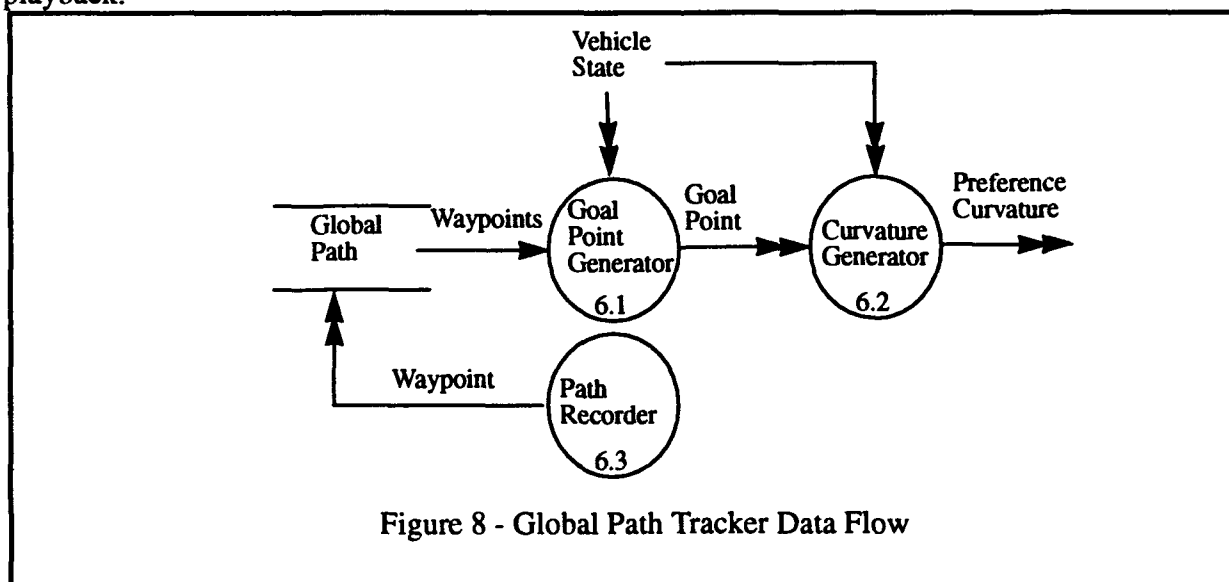 playback.
Vehicle
State
Global
Path
Waypoints
Goal
Point
Generator
6.1
Goal
Point
Curvature
Generator
6.2
Preference
Curvature
Waypoint
Path
Recorder
6.3
Figure 8 - Global Path Tracker Data Flow